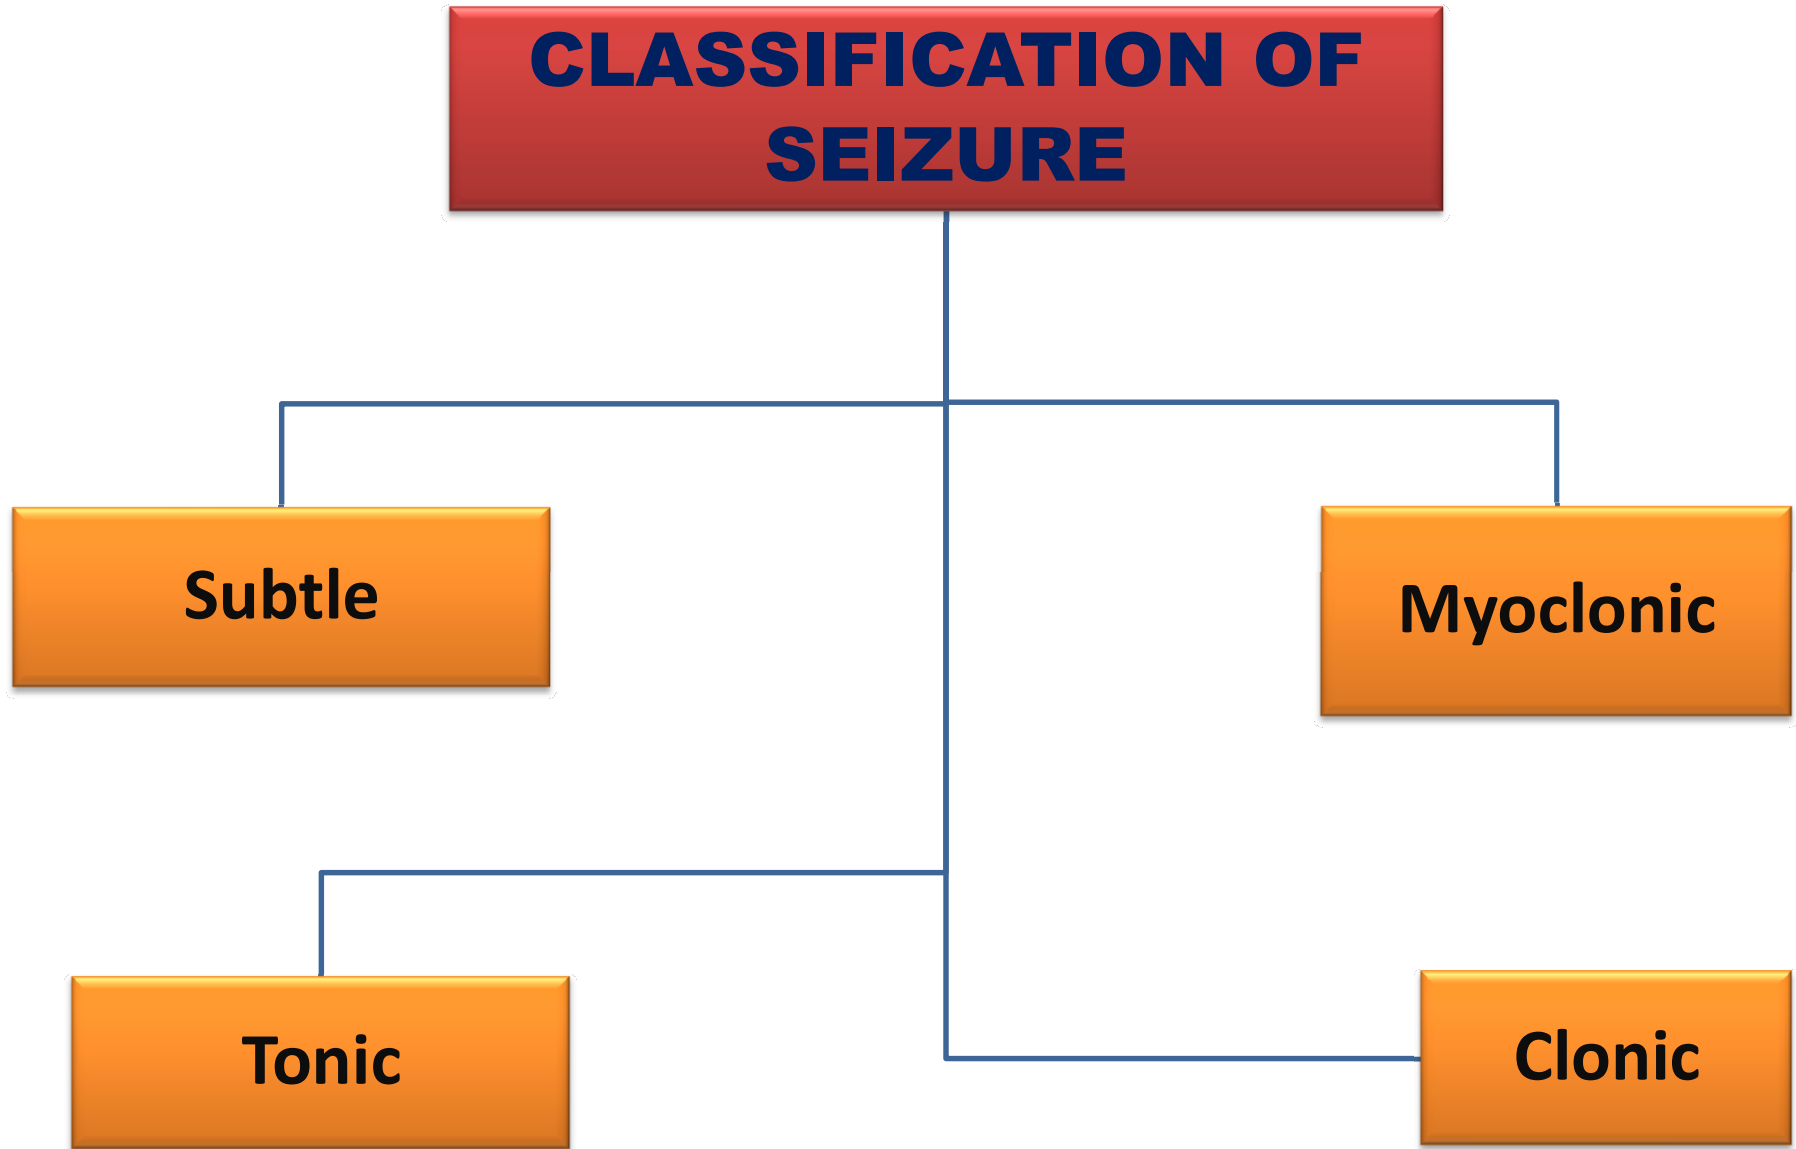 CLASSIFICATION OF
SEIZURE
Subtle
Myoclonic
Tonic
Clonic